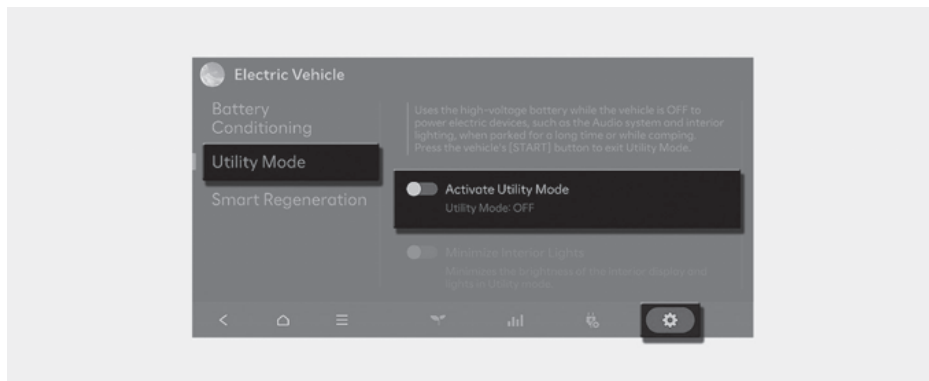 Electric Vehicle
Battery
Conditioning
Utility Mode
Smart Regeneration
Uses the high-voltage battery while the vehicle is OFF to
power electric devices, such as the Audio system and interior
lighting, when parked for a long time or while camping.
Press the vehicle's [START] button to exit Utility Mode.
Activate Utility Mode
Utility Mode: OFF
Minimize Interior Lights
Minimizes the brightness of the interior display and
lights in Utility mode.